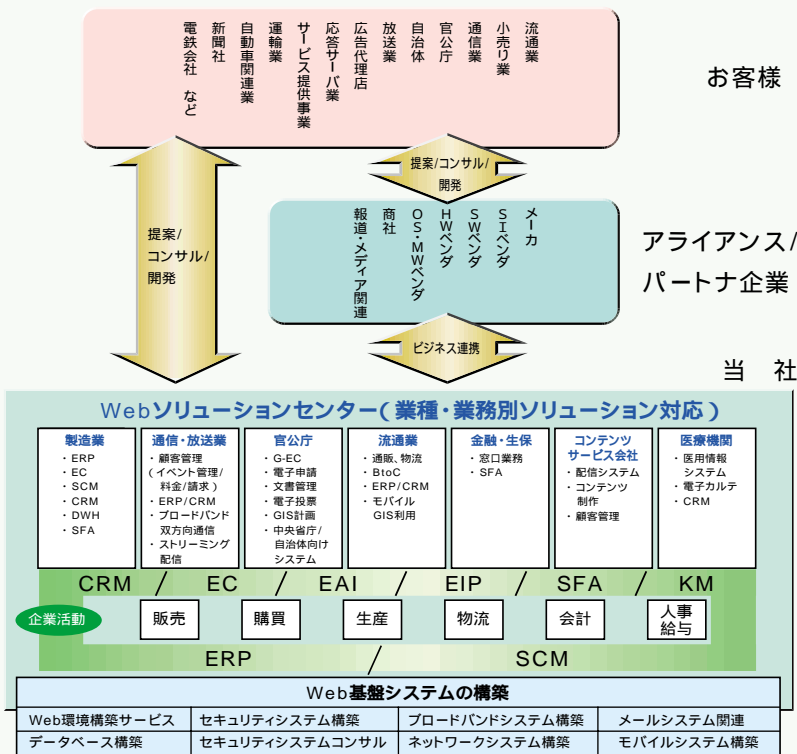 流通業
小売り業
通信業
官公庁
自治体
放送業
広告代理店
応答サーバ業
サービス提供事業
運輸業
自動車関連業
新聞社
電鉄会社 など
お客様
提案/コンサル/
開発
提案/
コンサル/
開発
メーカ
SIベンダ
SWベンダ
HWベンダ
OS・MWベンダ
商社
報道・メディア関連
アライアンス/
パートナ企業
ビジネス連携
当 社
Webソリューションセンター(業種・業務別ソリューション対応)
製造業
・ERP
・EC
・SCM
・CRM
・DWH
・SFA
通信・放送業
・顧客管理
(イベント管理/
料金/請求)
・ERP/CRM
・ブロードバンド
双方向通信
・ストリーミング
配信
官公庁
・G-EC
・電子申請
・文書管理
・電子投票
・GIS計画
・中央省庁/
自治体向け
システム
流通業
・通販、物流
・BtoC
・ERP/CRM
・モバイル
GIS利用
金融・生保
・窓口業務
・SFA
コンテンツ
サービス会社
・配信システム
・コンテンツ
制作
・顧客管理
医療機関
・医用情報
システム
・電子カルテ
・CRM
CRM / EC / EAI / EIP / SFA / KM
企業活動
販売
購買
生産
物流
会計
人事
給与
ERP / SCM
Web基盤システムの構築
Web環境構築サービス
セキュリティシステム構築
ブロードバンドシステム構築
メールシステム関連
データベース構築
セキュリティシステムコンサル
ネットワークシステム構築
モバイルシステム構築